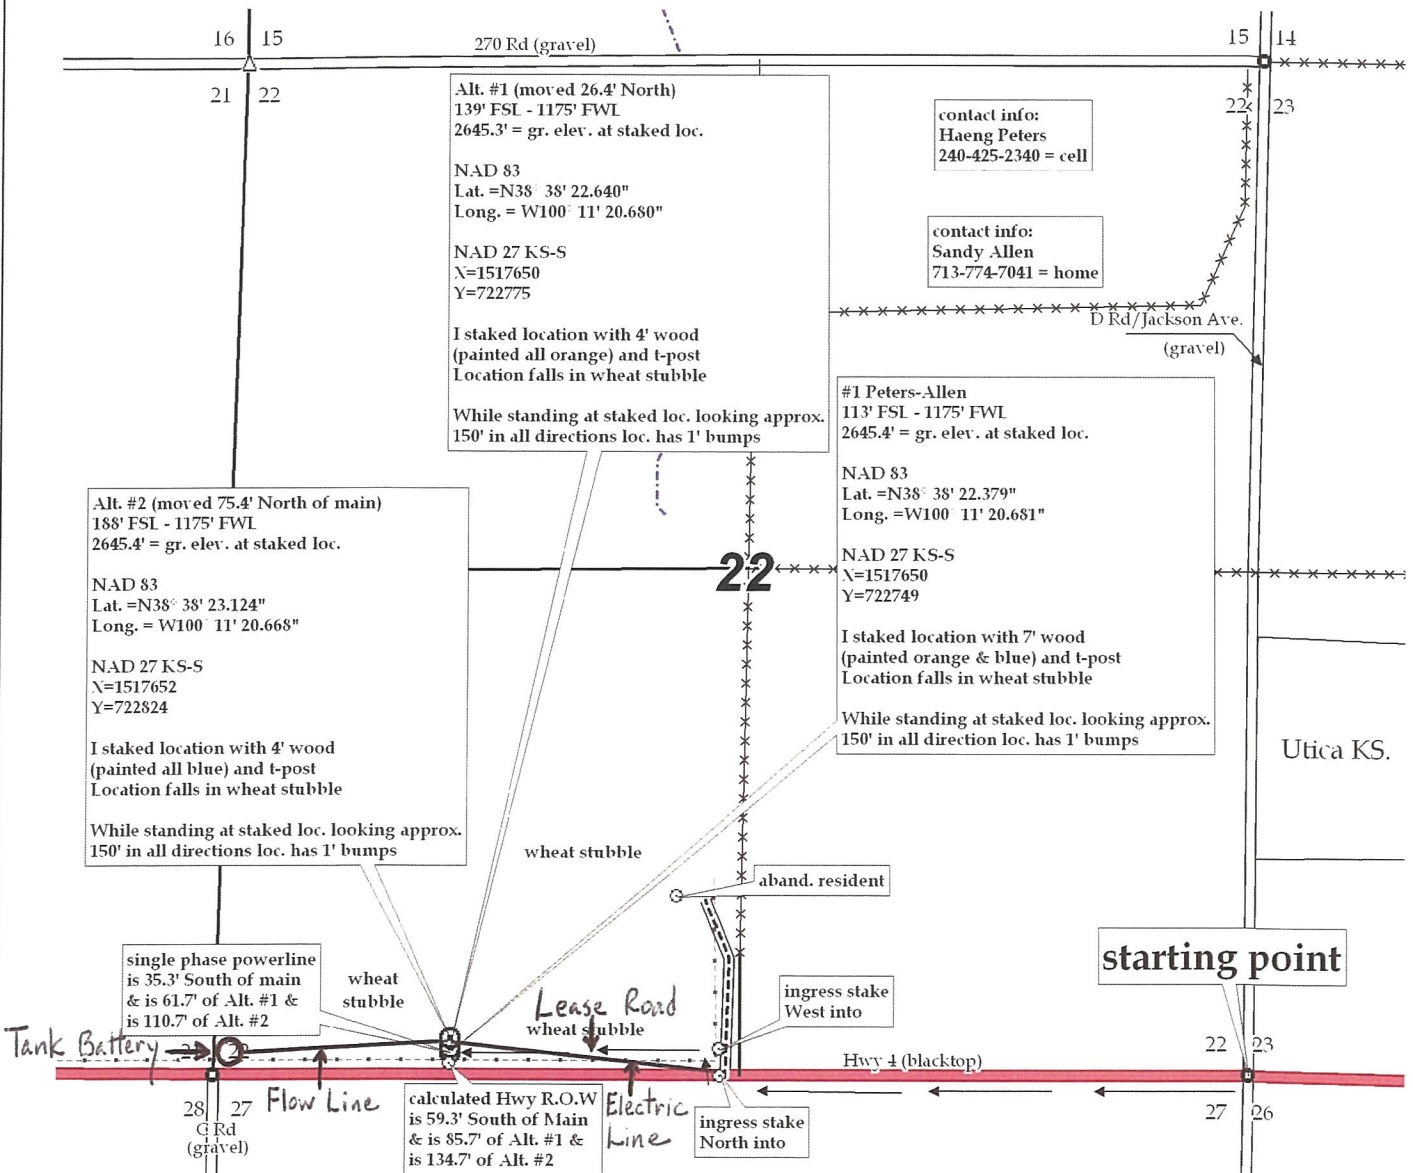 16 15
270 Rd (gravel)
15 14
21 22
22 23
Alt. #1 (moved 26.4' North)
139' FSL - 1175' FWL
2645.3' = gr. elev. at staked loc.
NAD 83
Lat. =N38° 38' 22.640"
Long. = W100° 11' 20.680"
NAD 27 KS-S
X=1517650
Y=722775
I staked location with 4' wood
(painted all orange) and t-post
Location falls in wheat stubble
While standing at staked loc. looking approx.
150' in all directions loc. has 1' bumps
contact info:
Haeng Peters
240-425-2340 = cell
contact info:
Sandy Allen
713-774-7041 = home
D Rd/Jackson Ave.
(gravel)
#1 Peters-Allen
113' FSL - 1175' FWL
2645.4' = gr. elev. at staked loc.
NAD 83
Lat. =N38° 38' 22.379"
Long. =W100° 11' 20.681"
NAD 27 KS-S
X=1517650
Y=722749
I staked location with 7' wood
(painted orange & blue) and t-post
Location falls in wheat stubble
While standing at staked loc. looking approx.
150' in all direction loc. has 1' bumps
Alt. #2 (moved 75.4' North of main)
188' FSL - 1175' FWL
2645.4' = gr. elev. at staked loc.
NAD 83
Lat. =N38° 38' 23.124"
Long. = W100° 11' 20.668"
NAD 27 KS-S
X=1517652
Y=722824
I staked location with 4' wood
(painted all blue) and t-post
Location falls in wheat stubble
While standing at staked loc. looking approx.
150' in all directions loc. has 1' bumps
22
Utica KS.
wheat stubble
aband. resident
starting point
single phase powerline
is 35.3' South of main
& is 61.7' of Alt. #1 &
is 110.7' of Alt. #2
wheat
stubble
ingress stake
West into
Lease Road
wheat stubble
Tank Battery
22 23
Hwy 4 (blacktop)
28 27
Flow Line
C Rd
(gravel)
calculated Hwy R.O.W
is 59.3' South of Main
& is 85.7' of Alt. #1 &
is 134.7' of Alt. #2
Electric
Line
ingress stake
North into
27 26